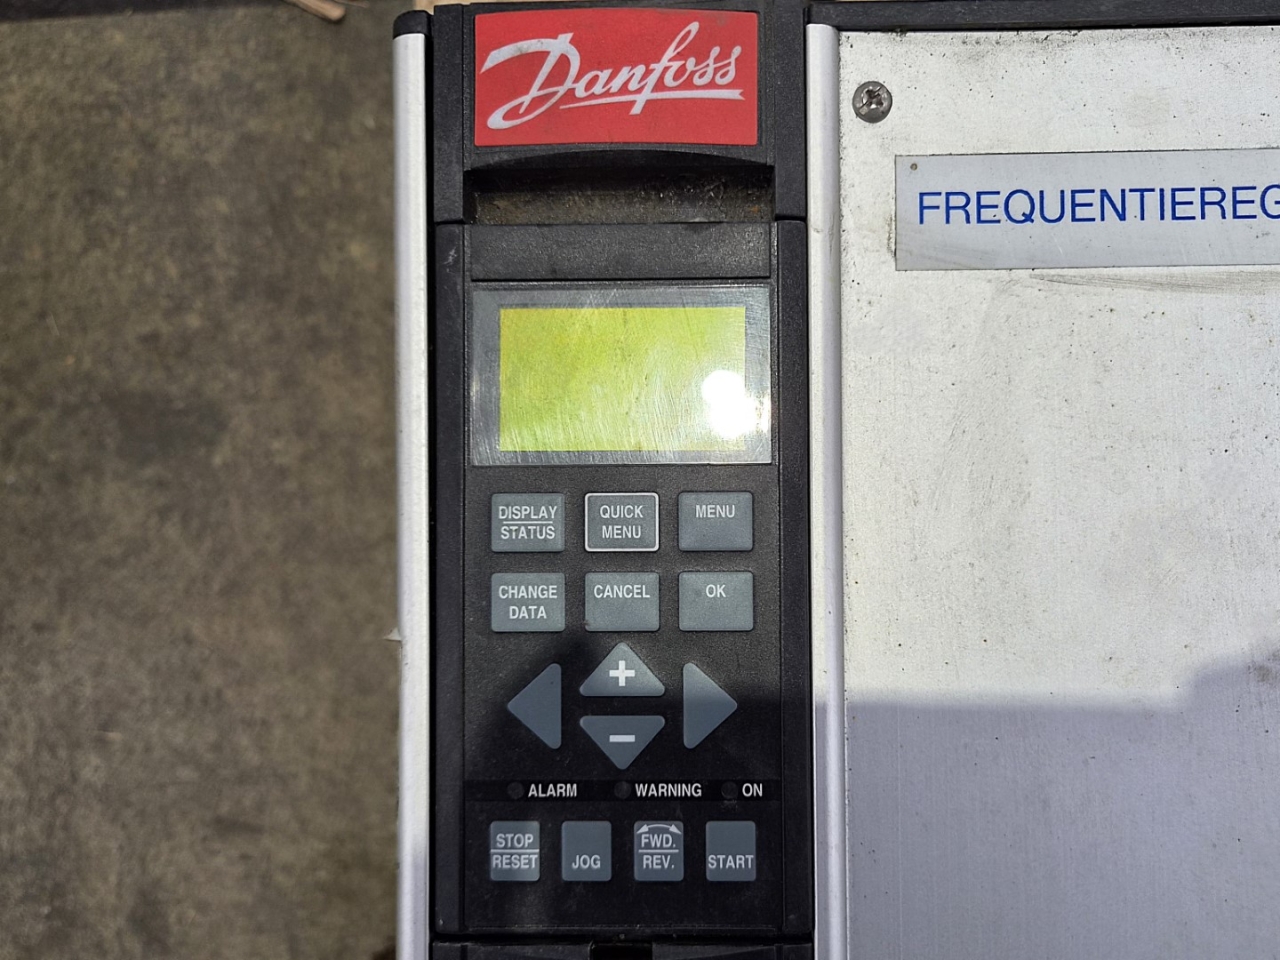 Danfoss
FREQUENTIEREG
DISPLAY
STATUS
QUICK
MENU
MENU
CHANGE
DATA
CANCEL
OK
+
−
ALARM
WARNING
ON
STOP
RESET
JOG
FWD.
REV.
START